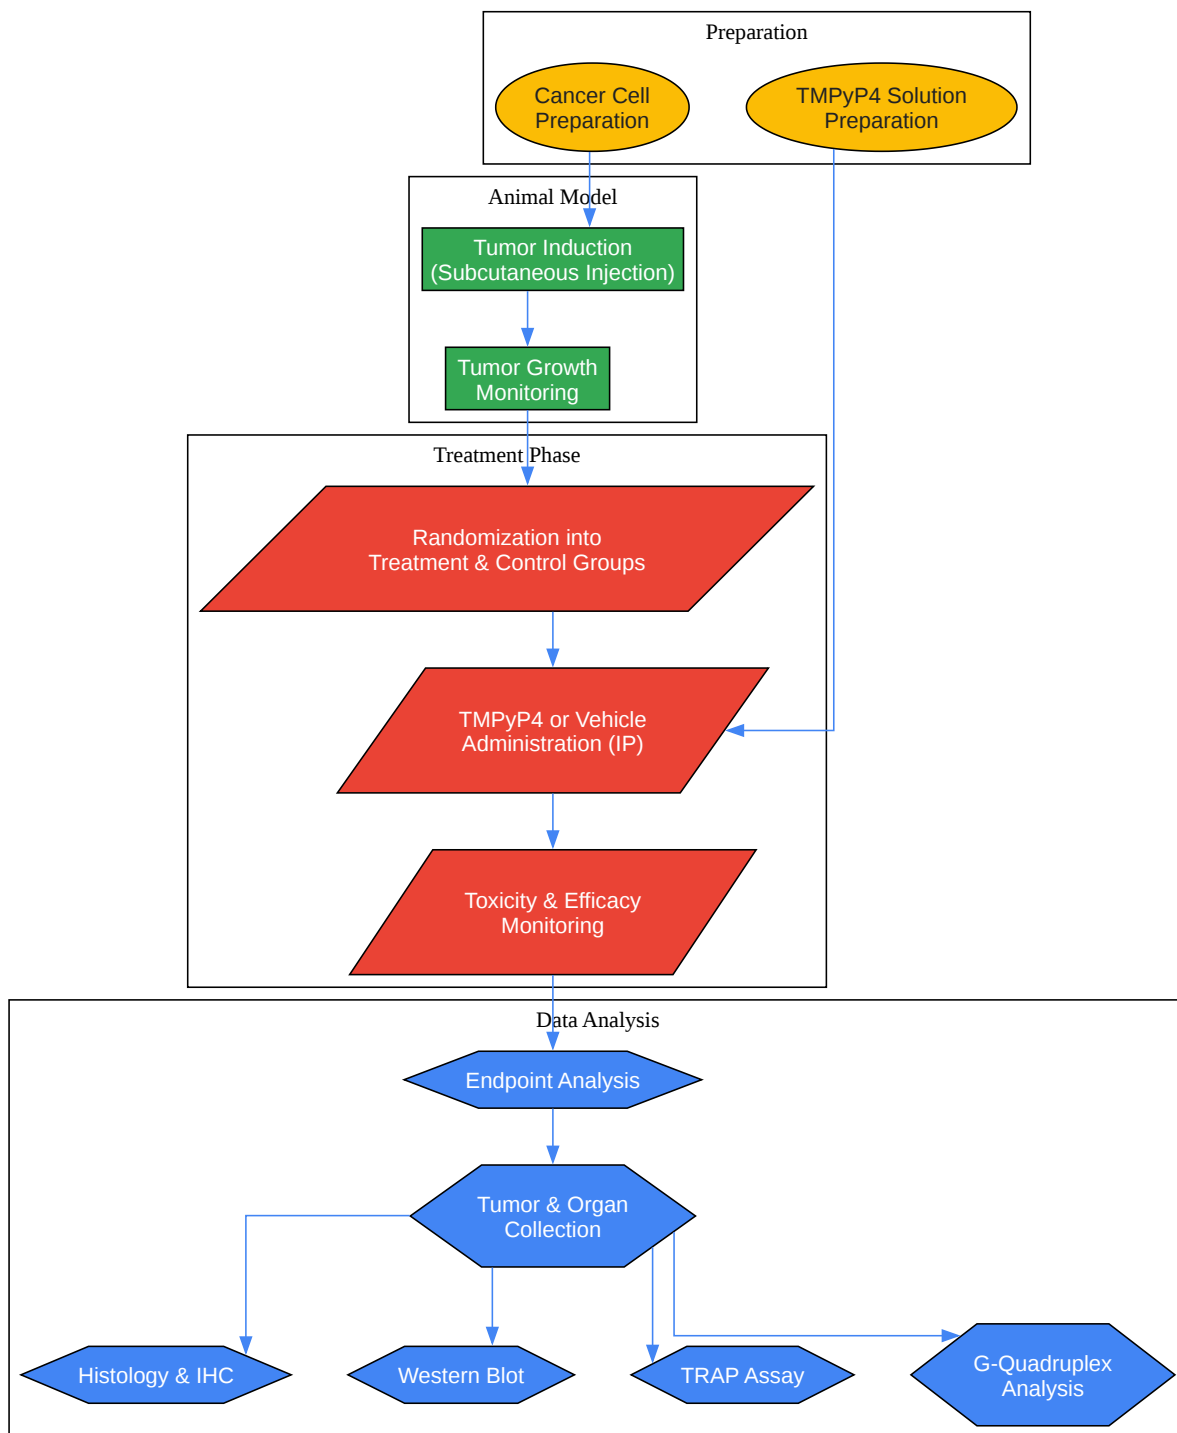 Preparation
Cancer Cell
Preparation
TMPyP4 Solution
Preparation
Animal Model
Tumor Induction
(Subcutaneous Injection)
Tumor Growth
Monitoring
Treatment Phase
Randomization into
Treatment & Control Groups
TMPyP4 or Vehicle
Administration (IP)
Toxicity & Efficacy
Monitoring
Data Analysis
Endpoint Analysis
Tumor & Organ
Collection
Histology & IHC
Western Blot
TRAP Assay
G-Quadruplex
Analysis